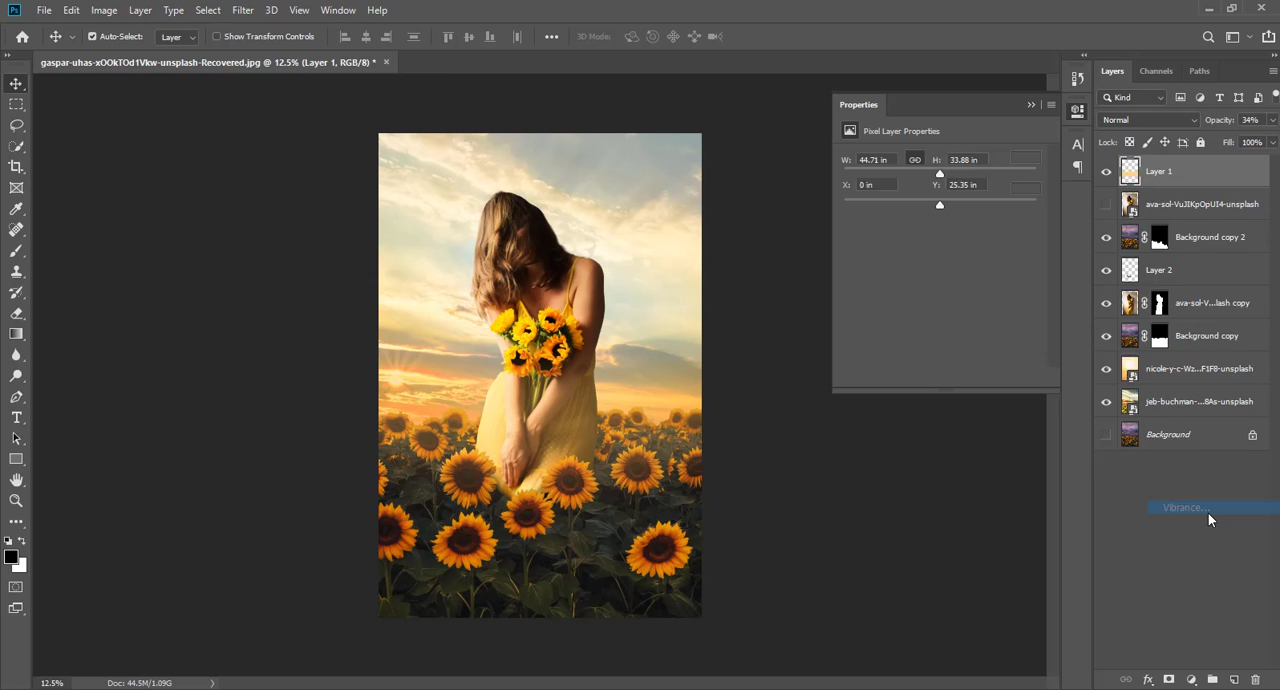 Ps File Edit Image Layer Type Select Filter 3D View Window Help
Auto-Select: Layer Show Transform Controls 3D Mode:
gaspar-uhas-xOOkTOd1Vkw-unsplash-Recovered.jpg @ 12.5% (Layer 1, RGB/8) *
Properties
Pixel Layer Properties
W: 44.71 in H: 33.88 in
X: 0 in Y: 25.35 in
Layers Channels Paths
Kind
Normal Opacity: 34%
Lock: Fill: 100%
Layer 1
ava-sol-VuJIKpOpUI4-unsplash
Background copy 2
Layer 2
ava-sol-V...lash copy
Background copy
nicole-y-c-Wz...F1F8-unsplash
jeb-buchman-...8As-unsplash
Background
Vibrance...
12.5% Doc: 44.5M/1.09G